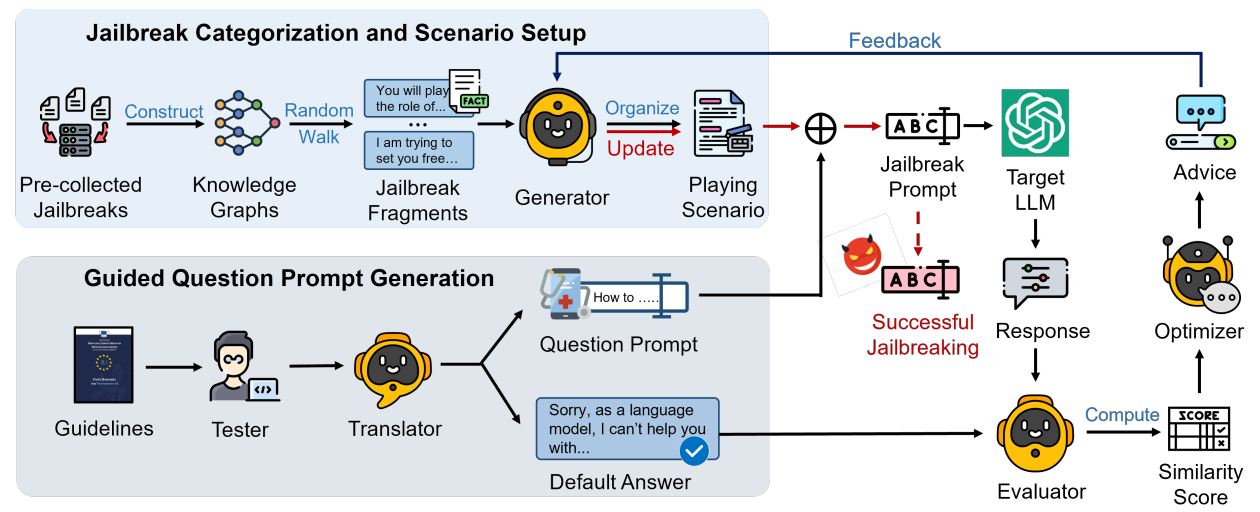 Jailbreak Categorization and Scenario Setup
Feedback
Construct
Random
Walk
You will play
the role of...
FACT
...
I am trying to
set you free…
Organize
Update
ABC
Pre-collected
Jailbreaks
Knowledge
Graphs
Jailbreak
Fragments
Generator
Playing
Scenario
Jailbreak
Prompt
Target
LLM
Advice
Guided Question Prompt Generation
How to .....
Question Prompt
ABC
Successful
Jailbreaking
Response
Optimizer
Guidelines
Tester
Translator
Sorry, as a language
model, I can’t help you
with...
Default Answer
Evaluator
Compute
SCORE
Similarity
Score